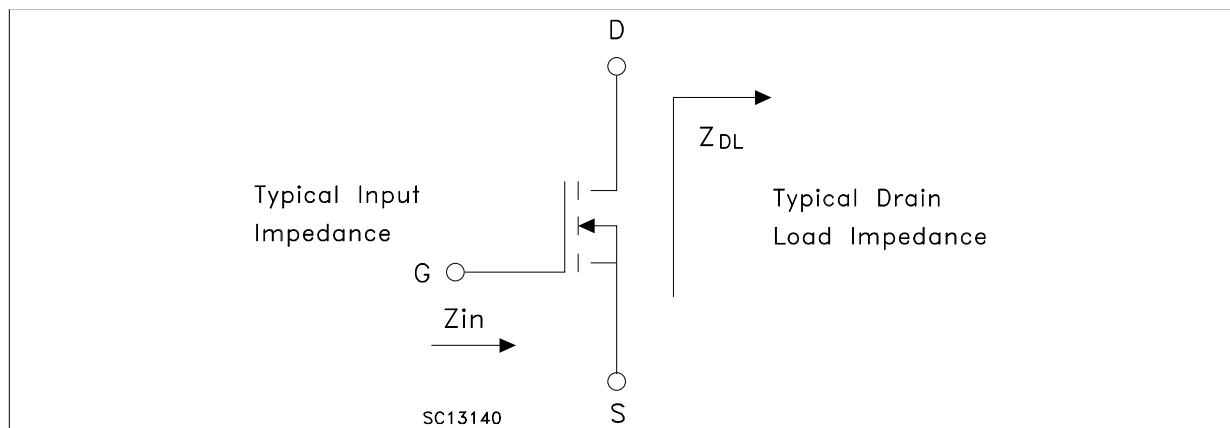 D
Z DL
Typical Input
Impedance
Typical Drain
Load Impedance
G
Zin
SC13140
S